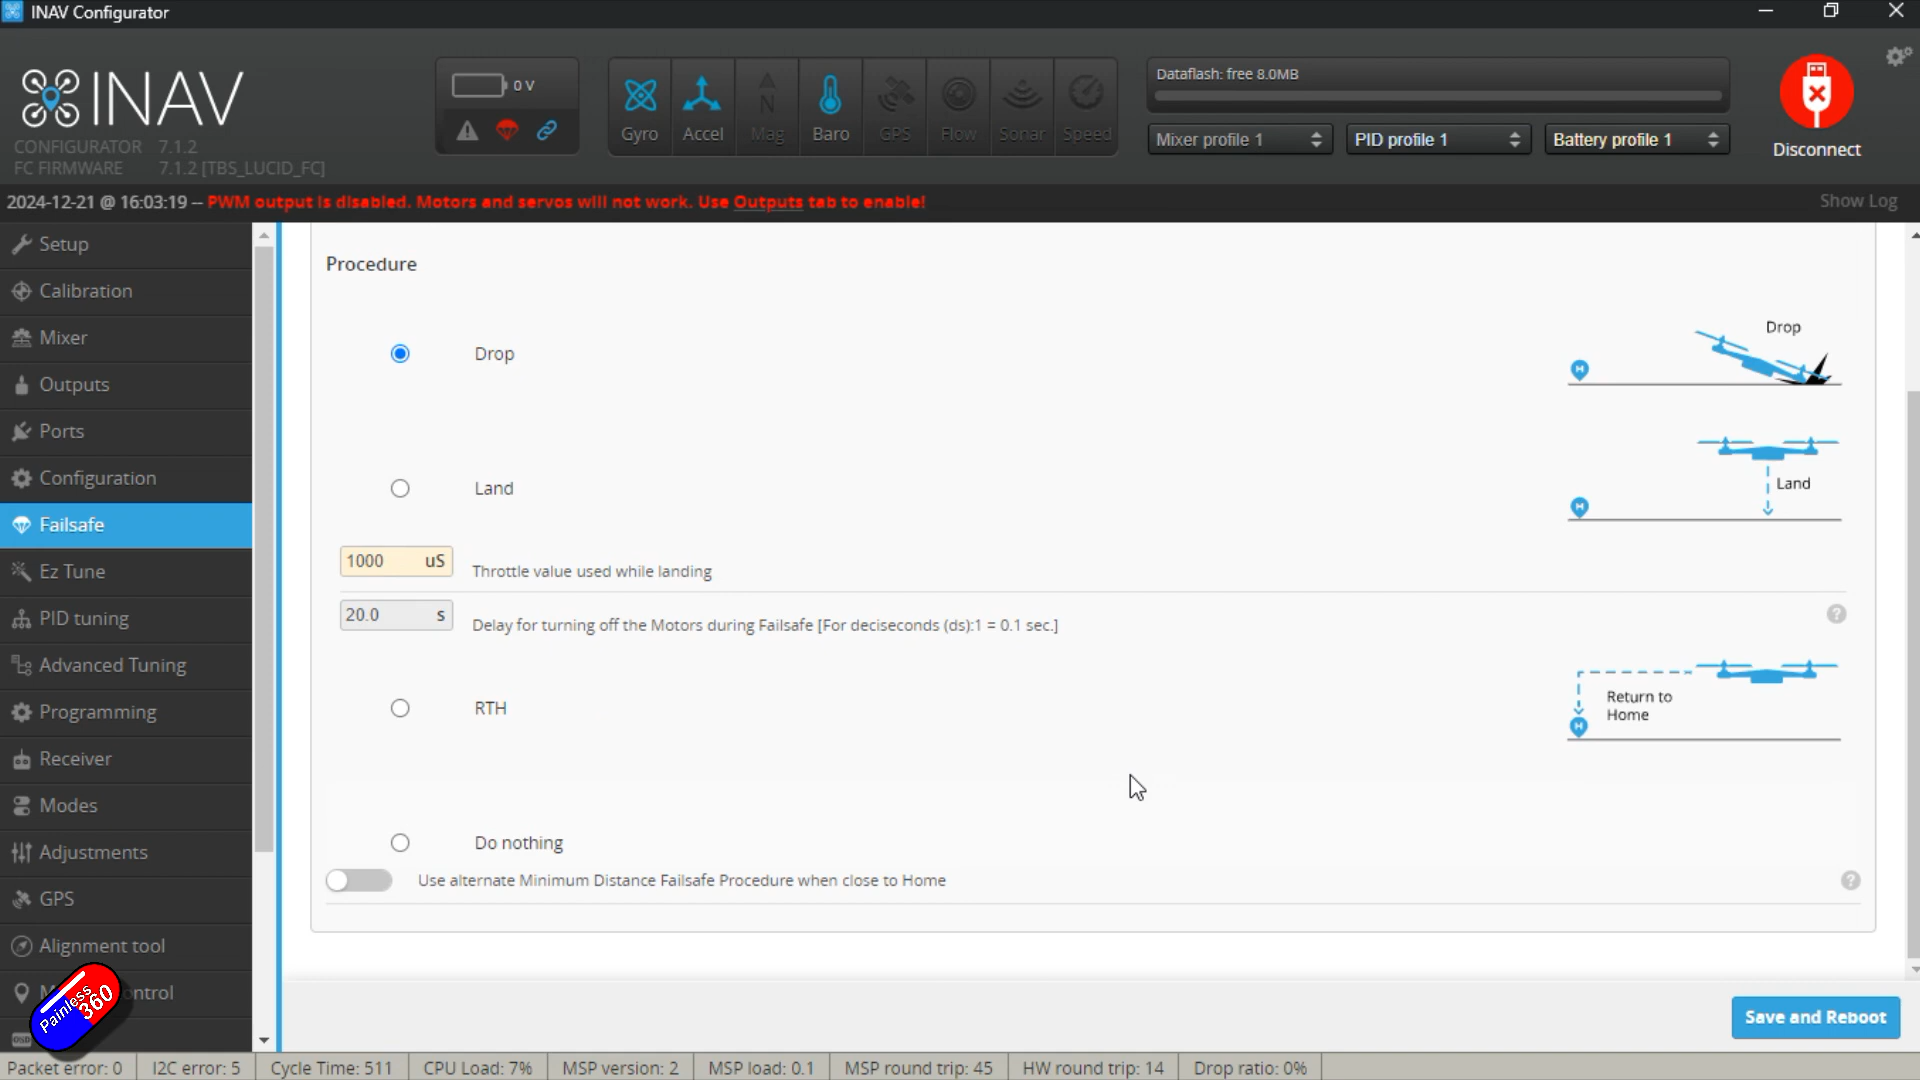 INAV Configurator
INAV
CONFIGURATOR 7.1.2
FC FIRMWARE 7.1.2 [TBS_LUCID_FC]
0 V
Gyro
Accel
Mag
Baro
GPS
Flow
Sonar
Speed
Dataflash: free 8.0MB
Mixer profile 1
PID profile 1
Battery profile 1
Disconnect
2024-12-21 @ 16:03:19 -- PWM output is disabled. Motors and servos will not work. Use Outputs tab to enable!
Show Log
Setup
Calibration
Mixer
Outputs
Ports
Configuration
Failsafe
Ez Tune
PID tuning
Advanced Tuning
Programming
Receiver
Modes
Adjustments
GPS
Alignment tool
Painless
360
Procedure
Drop
Drop
Land
Land
1000 uS
Throttle value used while landing
20.0 s
Delay for turning off the Motors during Failsafe [For deciseconds (ds):1 = 0.1 sec.]
RTH
Return to
Home
Do nothing
Use alternate Minimum Distance Failsafe Procedure when close to Home
Save and Reboot
Packet error: 0
I2C error: 5
Cycle Time: 511
CPU Load: 7%
MSP version: 2
MSP load: 0.1
MSP round trip: 45
HW round trip: 14
Drop ratio: 0%